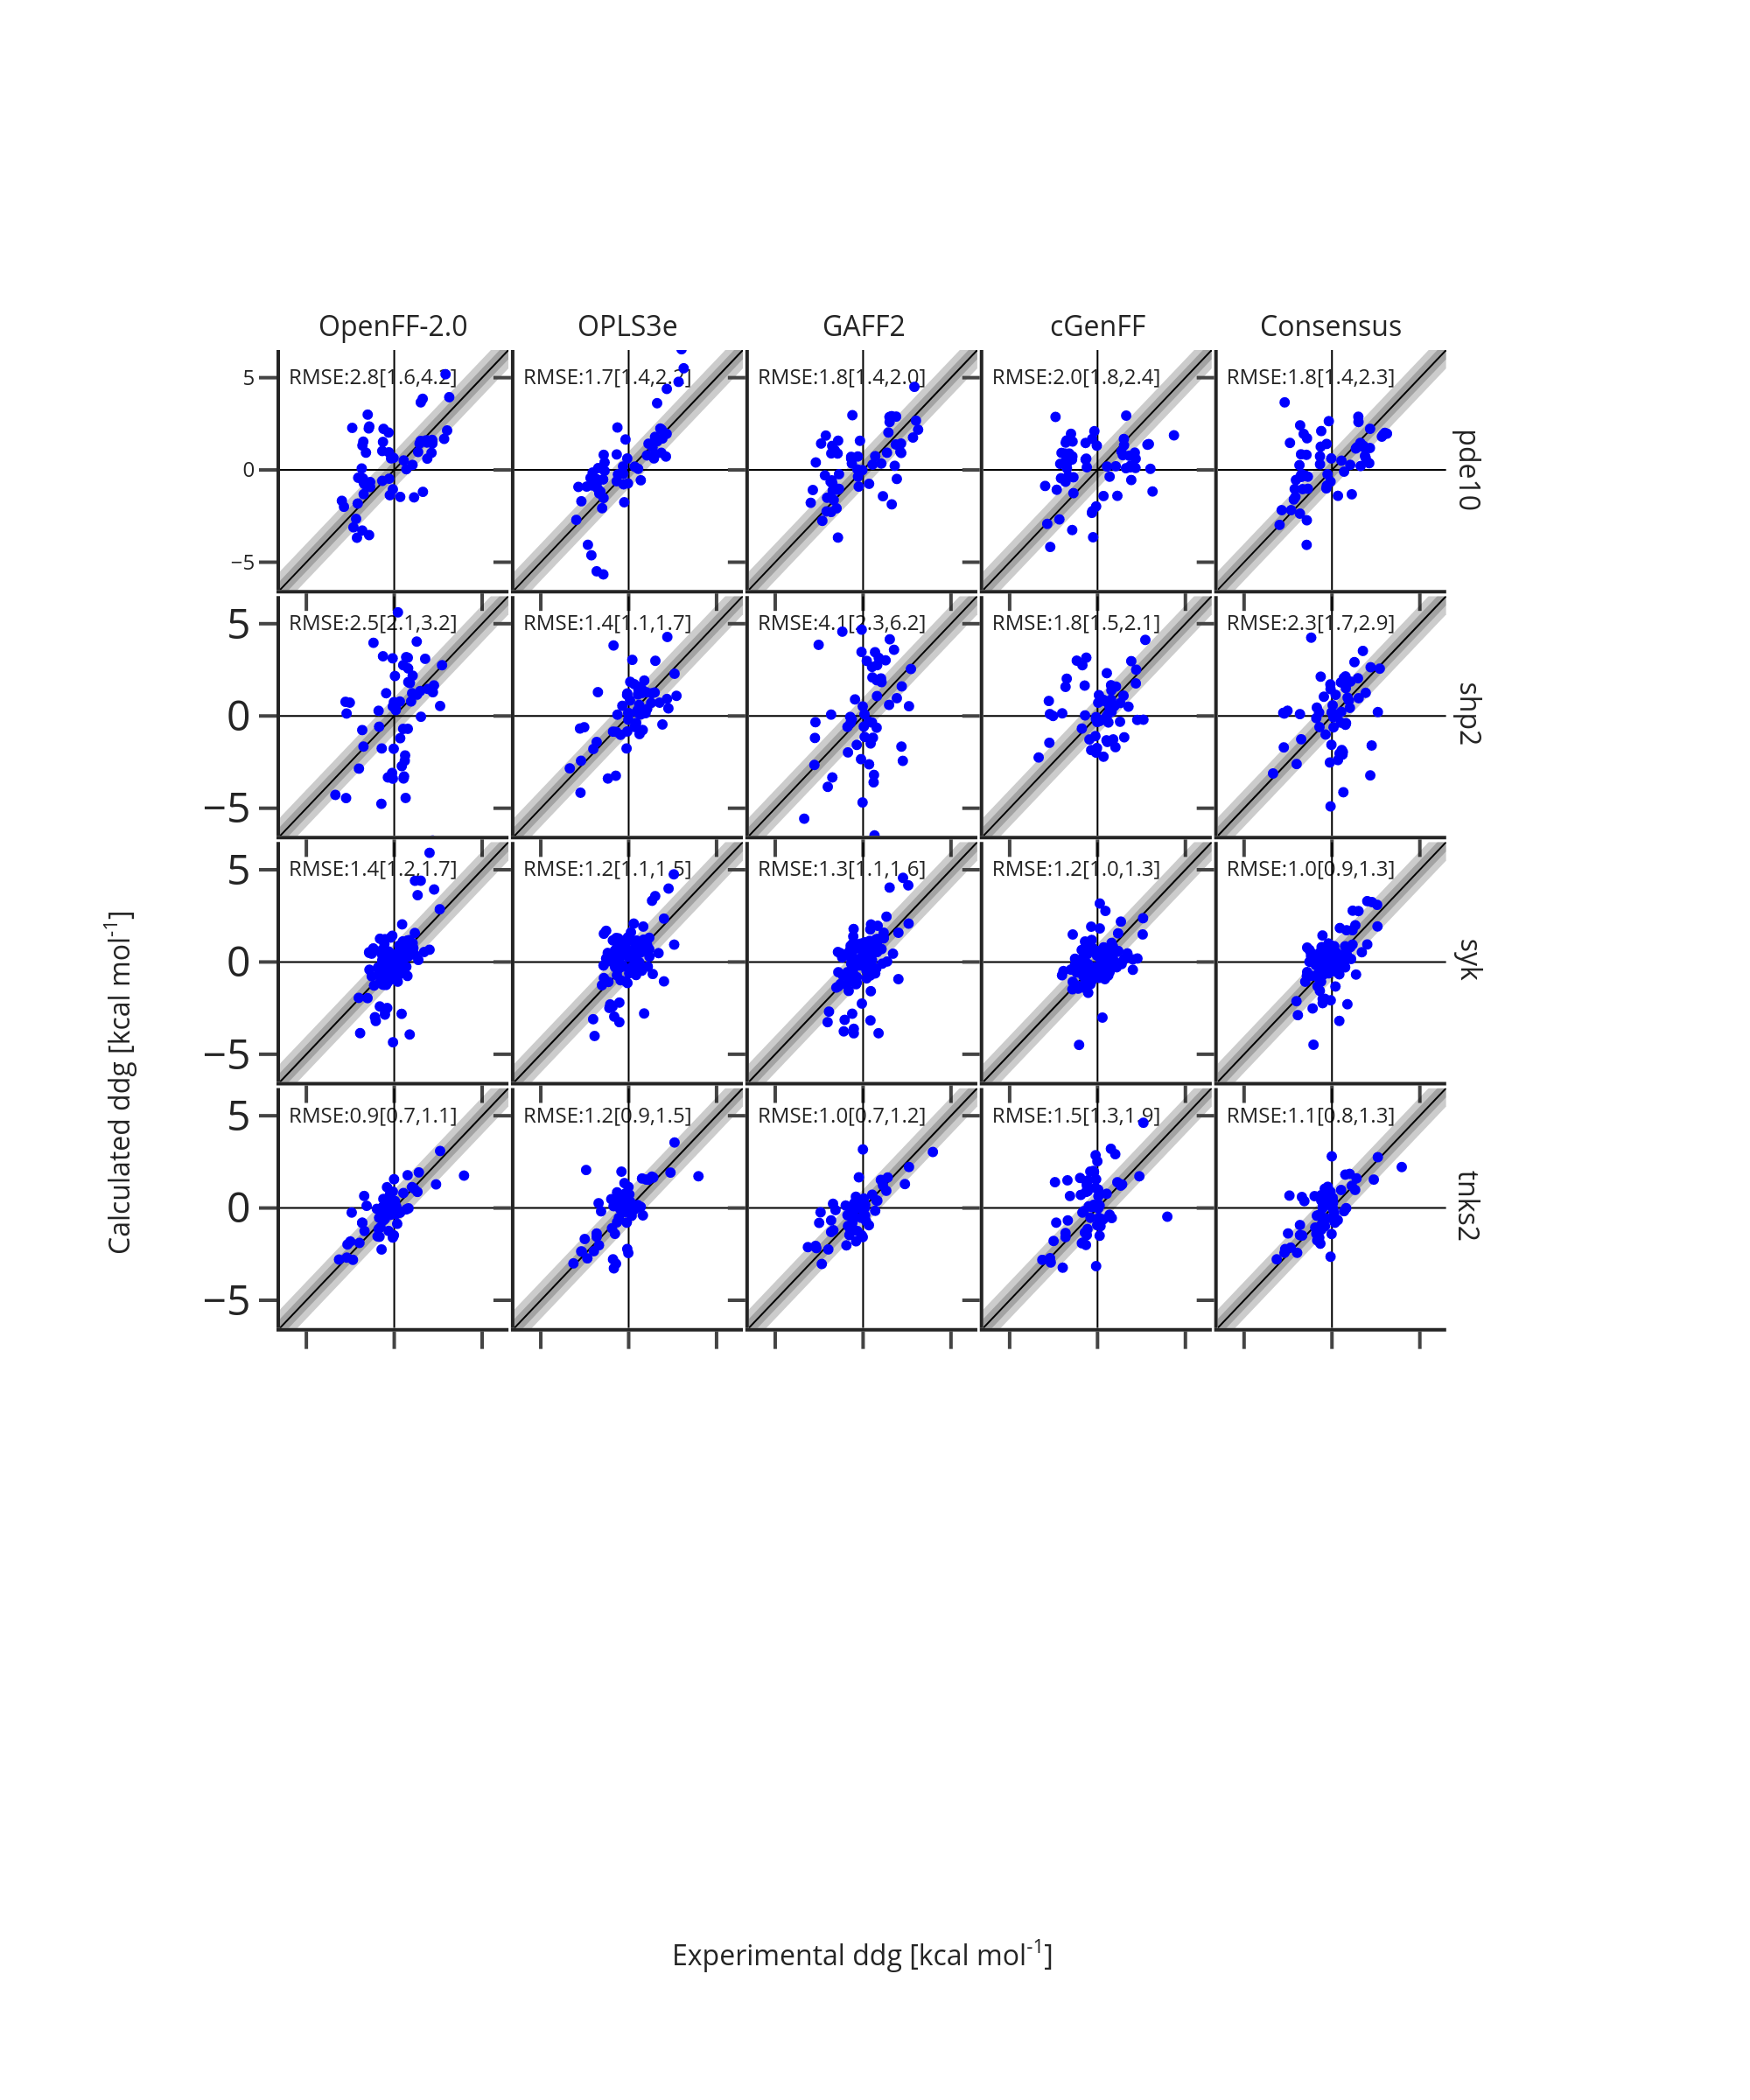 OpenFF-2.0 OPLS3e GAFF2 cGenFF Consensus
5 RMSE:2.8[1.6,4.2] RMSE:1.7[1.4,2.2] RMSE:1.8[1.4,2.0] RMSE:2.0[1.8,2.4] RMSE:1.8[1.4,2.3]
0
−5
pde10
5 RMSE:2.5[2.1,3.2] RMSE:1.4[1.1,1.7] RMSE:4.1[2.3,6.2] RMSE:1.8[1.5,2.1] RMSE:2.3[1.7,2.9]
0
−5
shp2
5 RMSE:1.4[1.2,1.7] RMSE:1.2[1.1,1.5] RMSE:1.3[1.1,1.6] RMSE:1.2[1.0,1.3] RMSE:1.0[0.9,1.3]
0
−5
syk
5 RMSE:0.9[0.7,1.1] RMSE:1.2[0.9,1.5] RMSE:1.0[0.7,1.2] RMSE:1.5[1.3,1.9] RMSE:1.1[0.8,1.3]
0
−5
tnks2
Calculated ddg [kcal mol⁻¹]
Experimental ddg [kcal mol⁻¹]